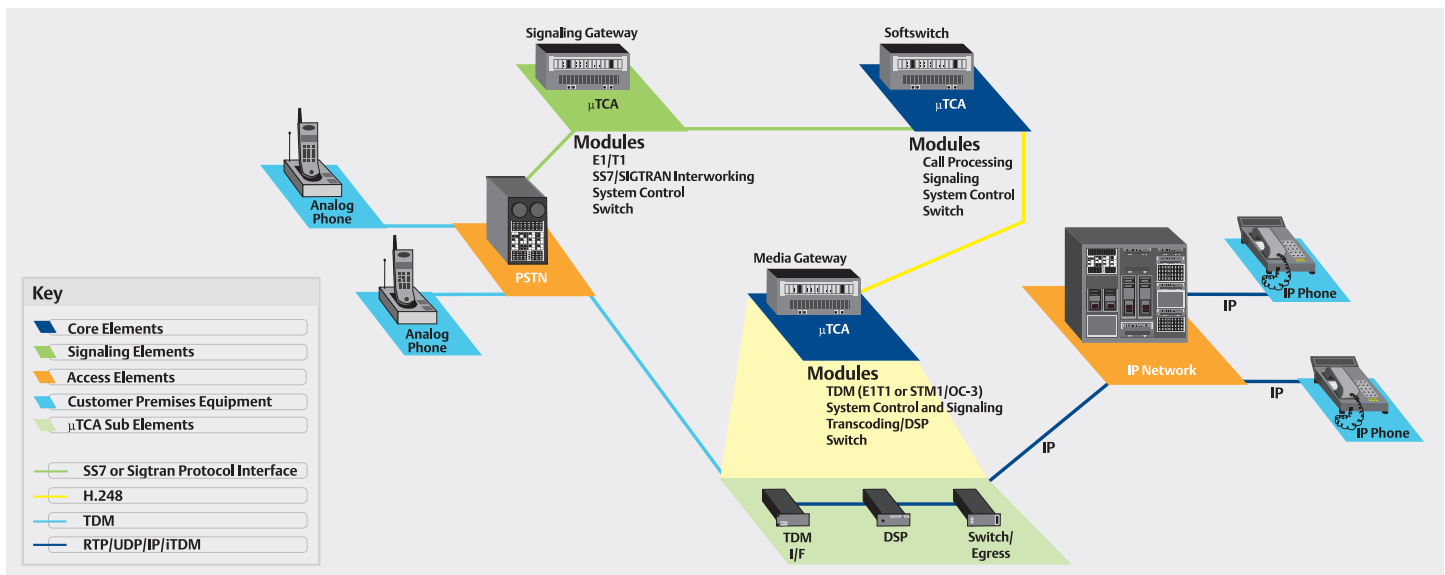 Signaling Gateway
μTCA
Modules
E1/T1
SS7/SIGTRAN Interworking
System Control
Switch
Softswitch
μTCA
Modules
Call Processing
Signaling
System Control
Switch
Analog
Phone
Analog
Phone
PSTN
Media Gateway
μTCA
Modules
TDM (E1T1 or STM1/OC-3)
System Control and Signaling
Transcoding/DSP
Switch
IP Network
IP
IP Phone
IP
IP Phone
IP
TDM
I/F
DSP
Switch/
Egress
Key
Core Elements
Signaling Elements
Access Elements
Customer Premises Equipment
μTCA Sub Elements
SS7 or Sigtran Protocol Interface
H.248
TDM
RTP/UDP/IP/iTDM